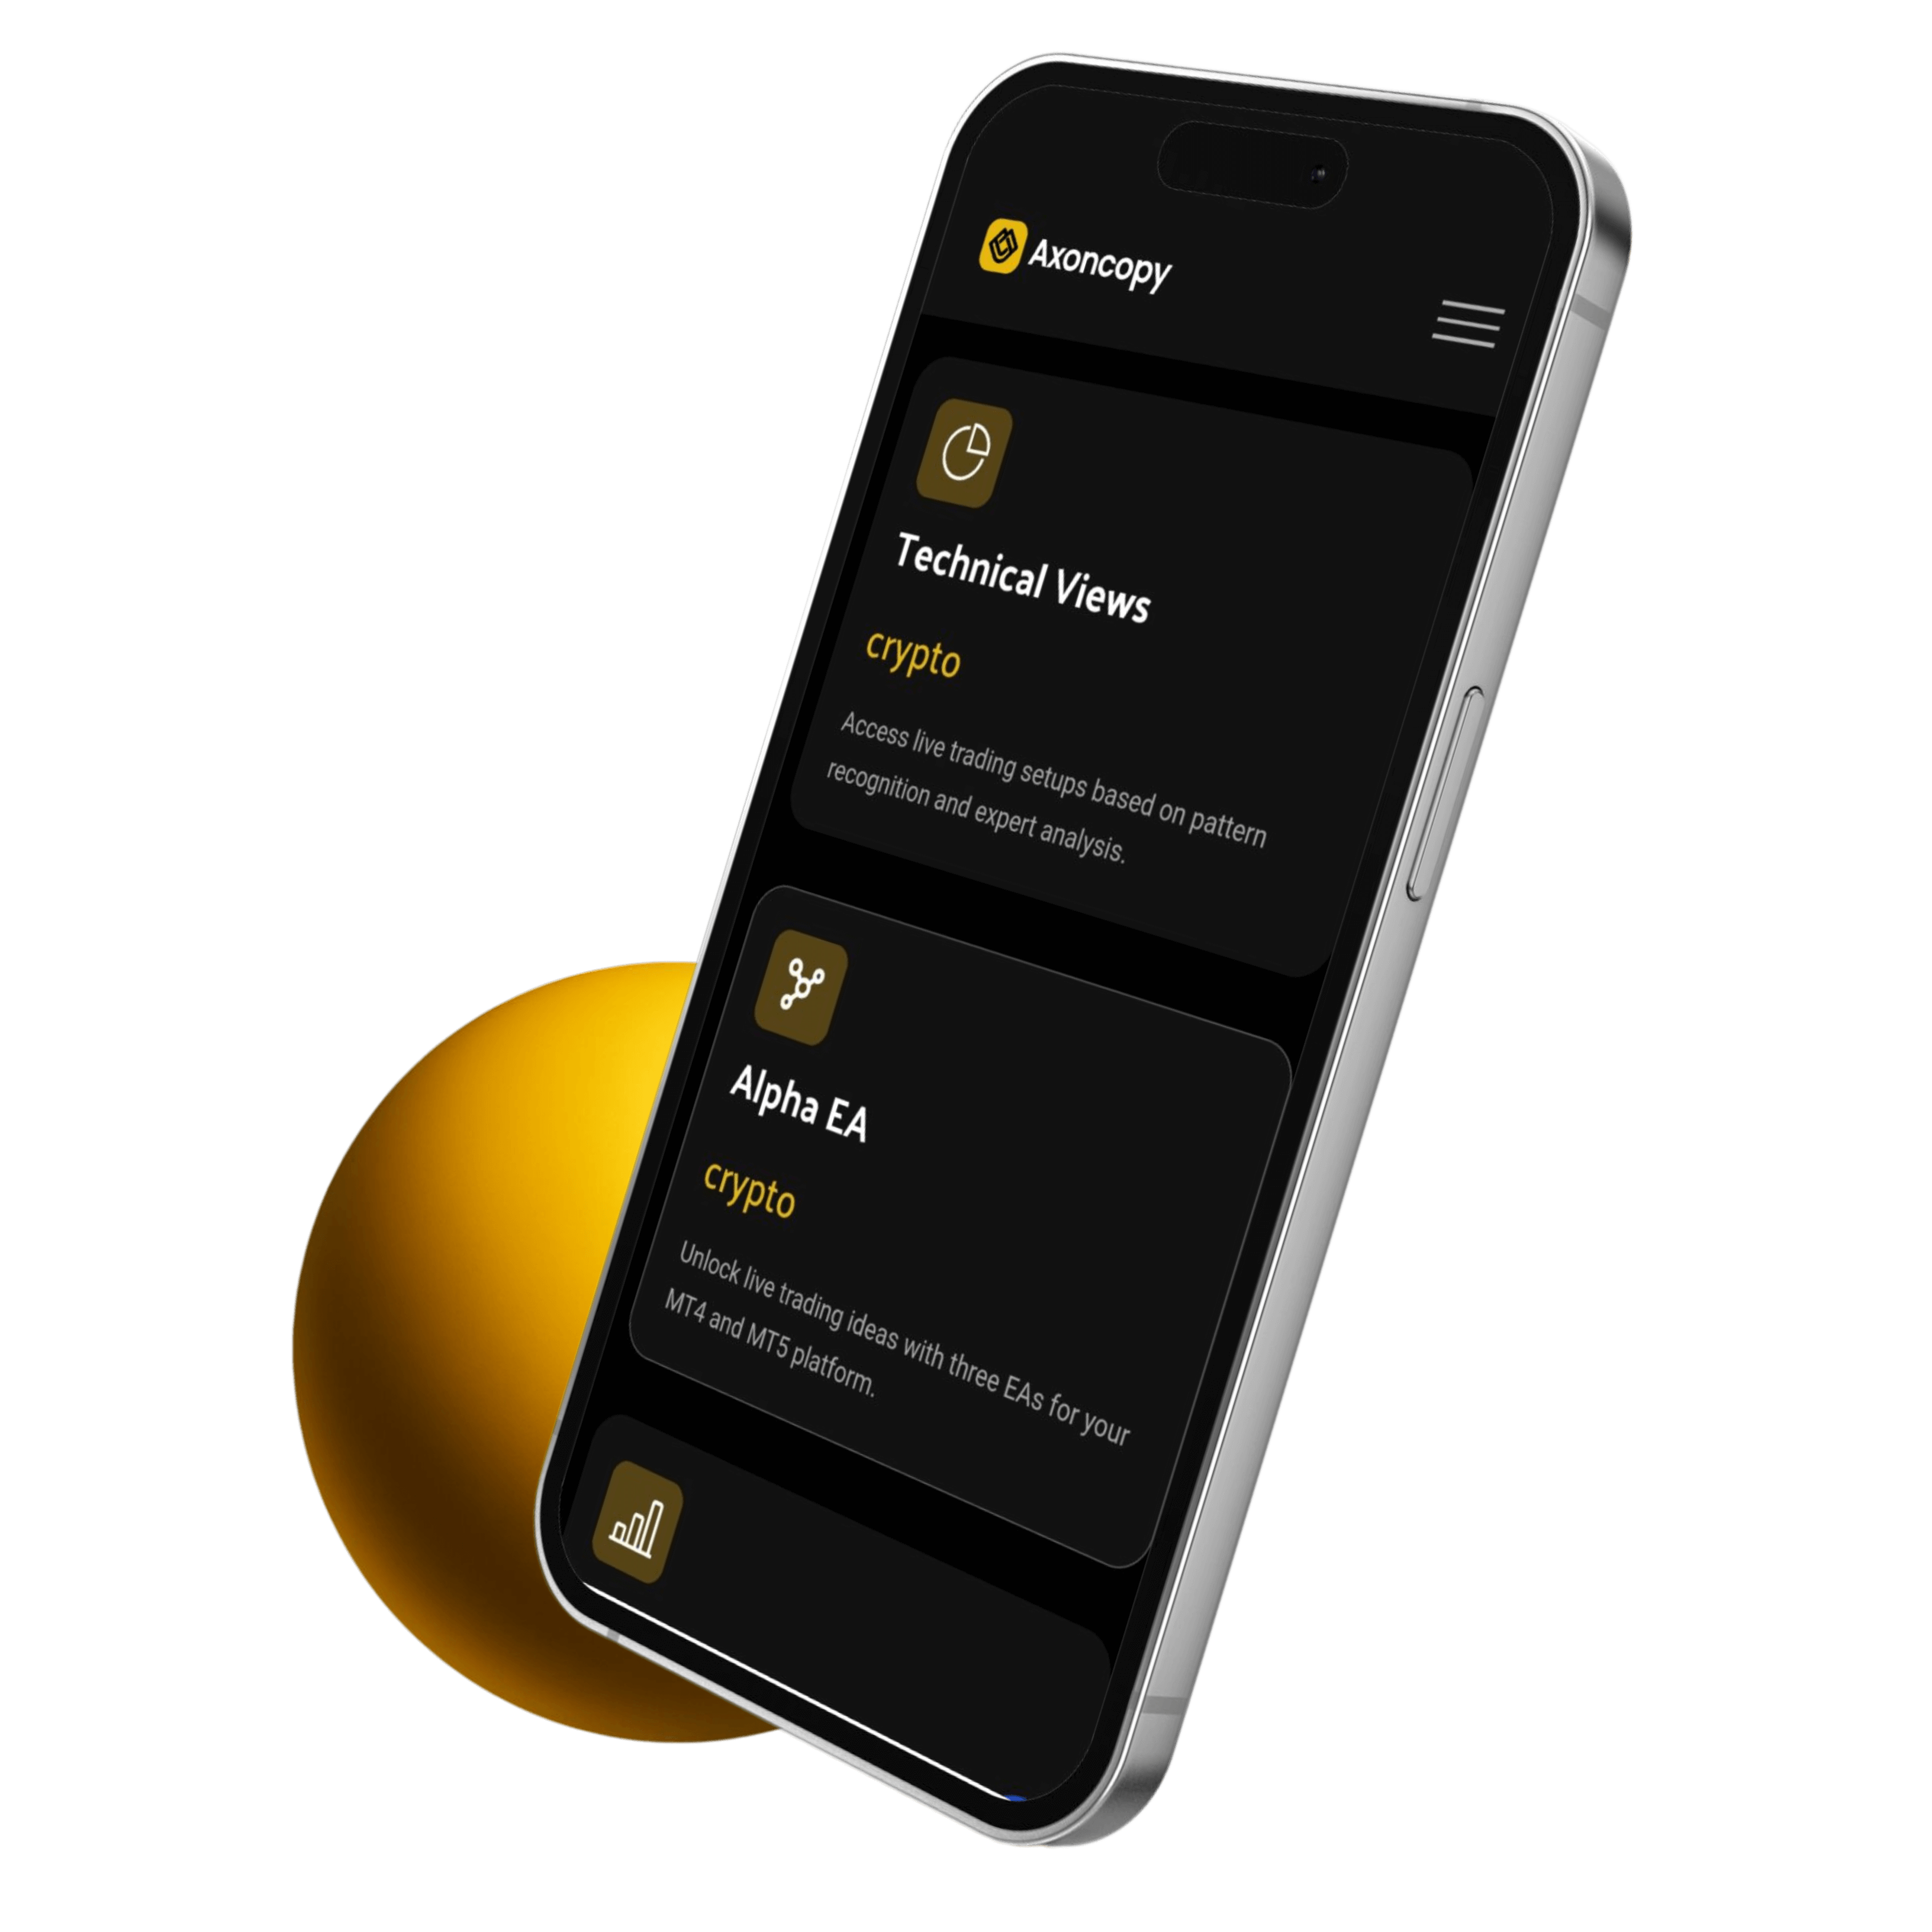 Axoncopy
Technical Views
crypto
Access live trading setups based on pattern
recognition and expert analysis.
Alpha EA
crypto
Unlock live trading ideas with three EAs for your
MT4 and MT5 platform.